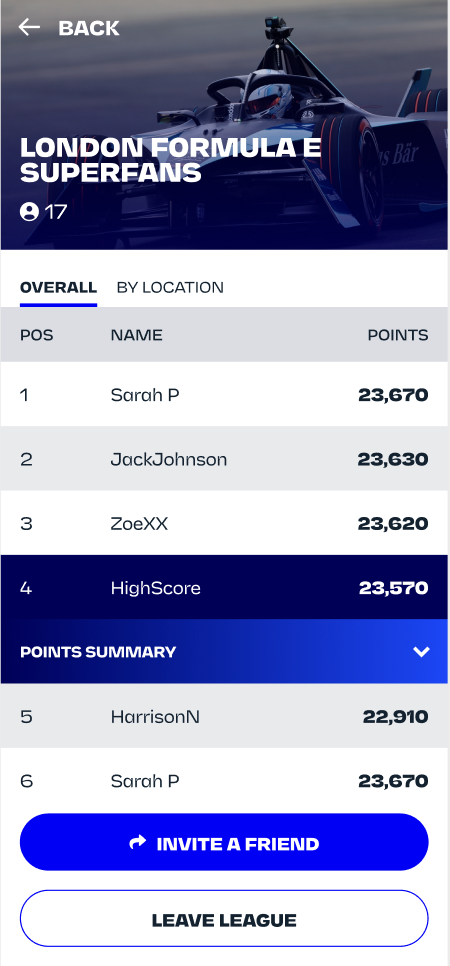 BACK
LONDON FORMULA E
SUPERFANS
17
OVERALL BY LOCATION
POS NAME POINTS
1 Sarah P 23,670
2 JackJohnson 23,630
3 ZoeXX 23,620
4 HighScore 23,570
POINTS SUMMARY
5 HarrisonN 22,910
6 Sarah P 23,670
INVITE A FRIEND
LEAVE LEAGUE